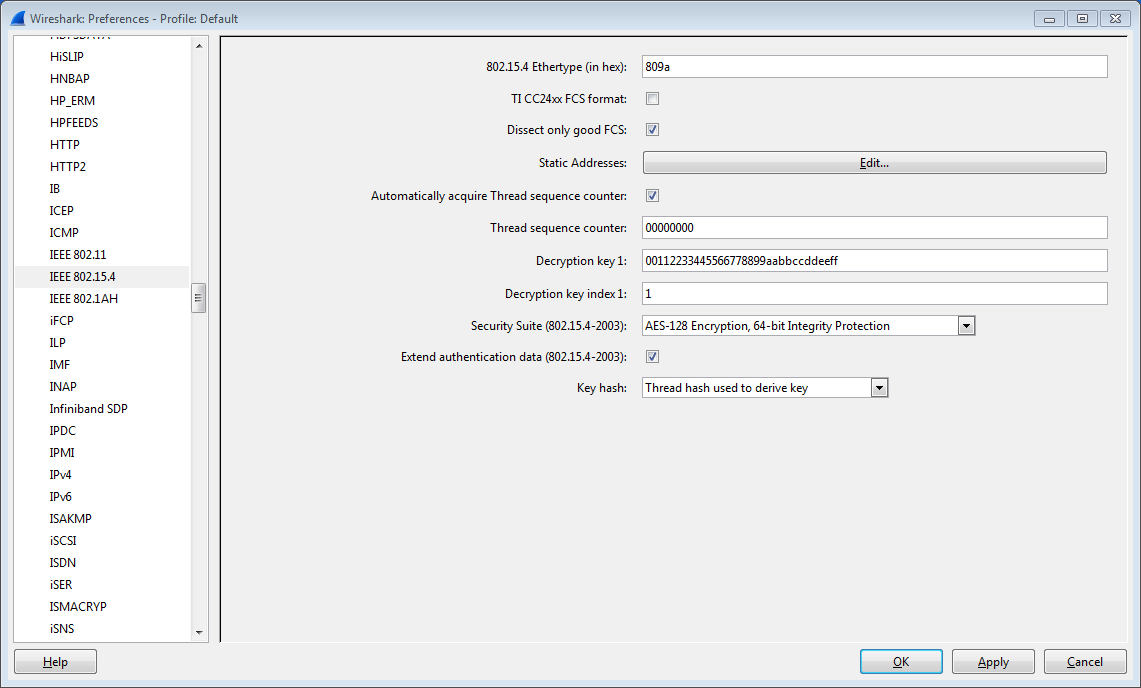 Wireshark: Preferences - Profile: Default
HiSLIP
HNBAP
HP_ERM
HPFEEDS
HTTP
HTTP2
IB
ICEP
ICMP
IEEE 802.11
IEEE 802.15.4
IEEE 802.1AH
iFCP
ILP
IMF
INAP
Infiniband SDP
IPDC
IPMI
IPv4
IPv6
ISAKMP
iSCSI
ISDN
iSER
ISMACRYP
iSNS
802.15.4 Ethertype (in hex): 809a
TI CC24xx FCS format:
Dissect only good FCS:
Static Addresses: Edit...
Automatically acquire Thread sequence counter:
Thread sequence counter: 00000000
Decryption key 1: 00112233445566778899aabbccddeeff
Decryption key index 1: 1
Security Suite (802.15.4-2003): AES-128 Encryption, 64-bit Integrity Protection
Extend authentication data (802.15.4-2003):
Key hash: Thread hash used to derive key
Help OK Apply Cancel